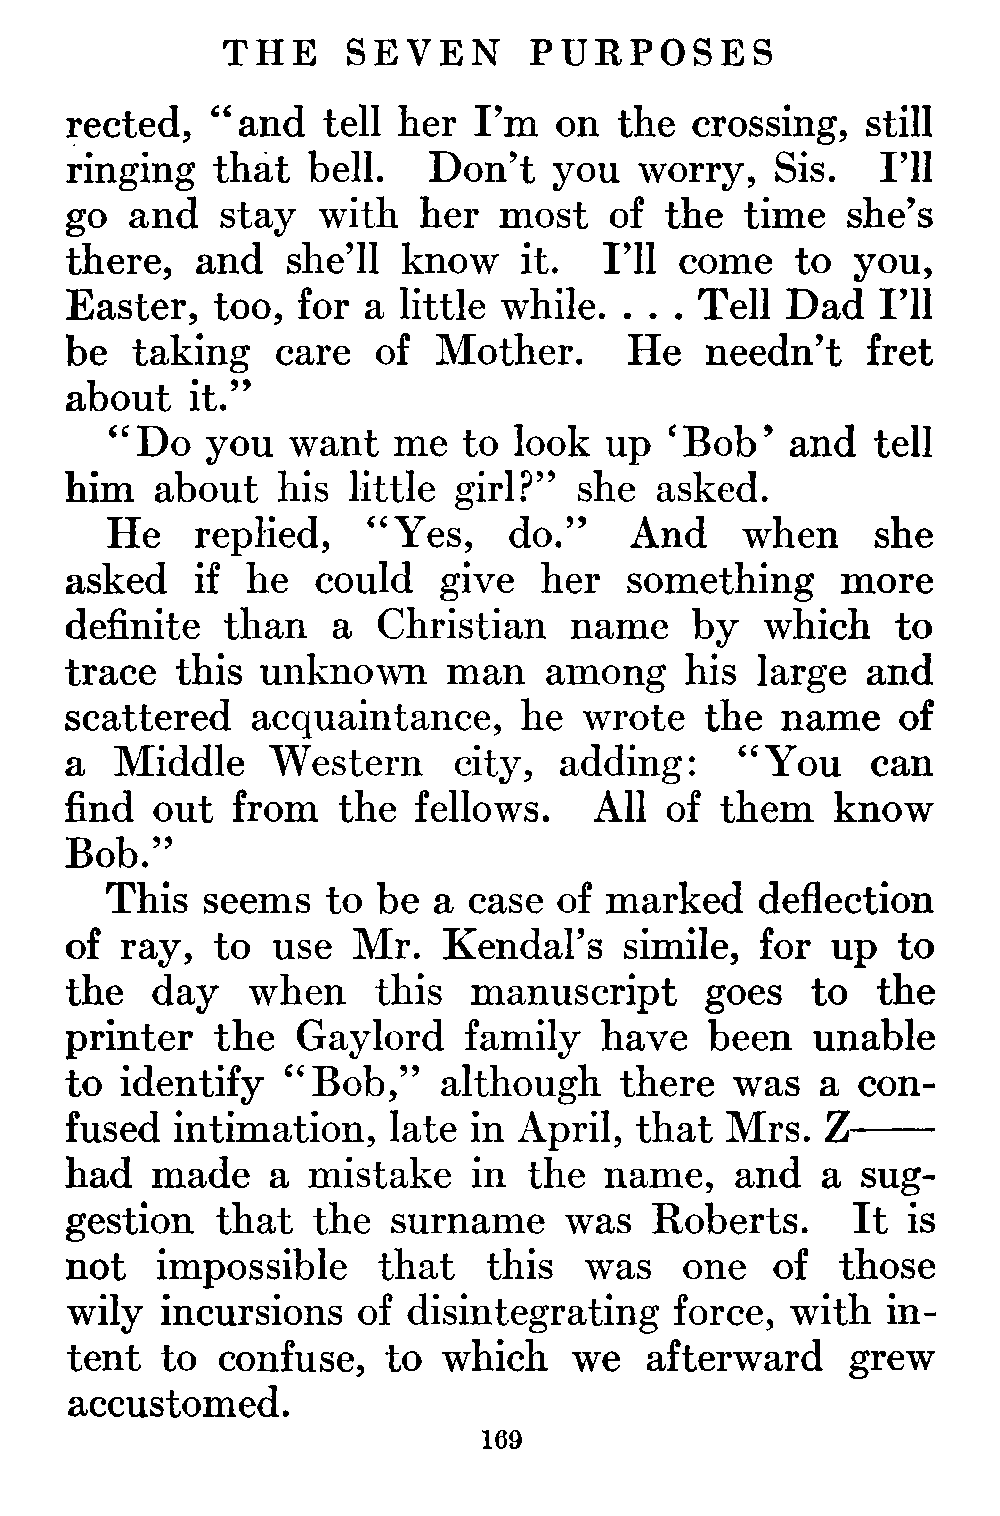 THE SEVEN PURPOSES
rected, “and tell her I’m on the crossing, still
ringing that bell. Don’t you worry, Sis. I’ll
go and stay with her most of the time she’s
there, and she’ll know it. I’ll come to you,
Easter, too, for a little while. . . . Tell Dad I’ll
be taking care of Mother. He needn’t fret
about it.”
“Do you want me to look up ‘Bob’ and tell
him about his little girl?” she asked.
He replied, “Yes, do.” And when she
asked if he could give her something more
definite than a Christian name by which to
trace this unknown man among his large and
scattered acquaintance, he wrote the name of
a Middle Western city, adding: “You can
find out from the fellows. All of them know
Bob.”
This seems to be a case of marked deflection
of ray, to use Mr. Kendal’s simile, for up to
the day when this manuscript goes to the
printer the Gaylord family have been unable
to identify “Bob,” although there was a con-
fused intimation, late in April, that Mrs. Z——
had made a mistake in the name, and a sug-
gestion that the surname was Roberts. It is
not impossible that this was one of those
wily incursions of disintegrating force, with in-
tent to confuse, to which we afterward grew
accustomed.
169